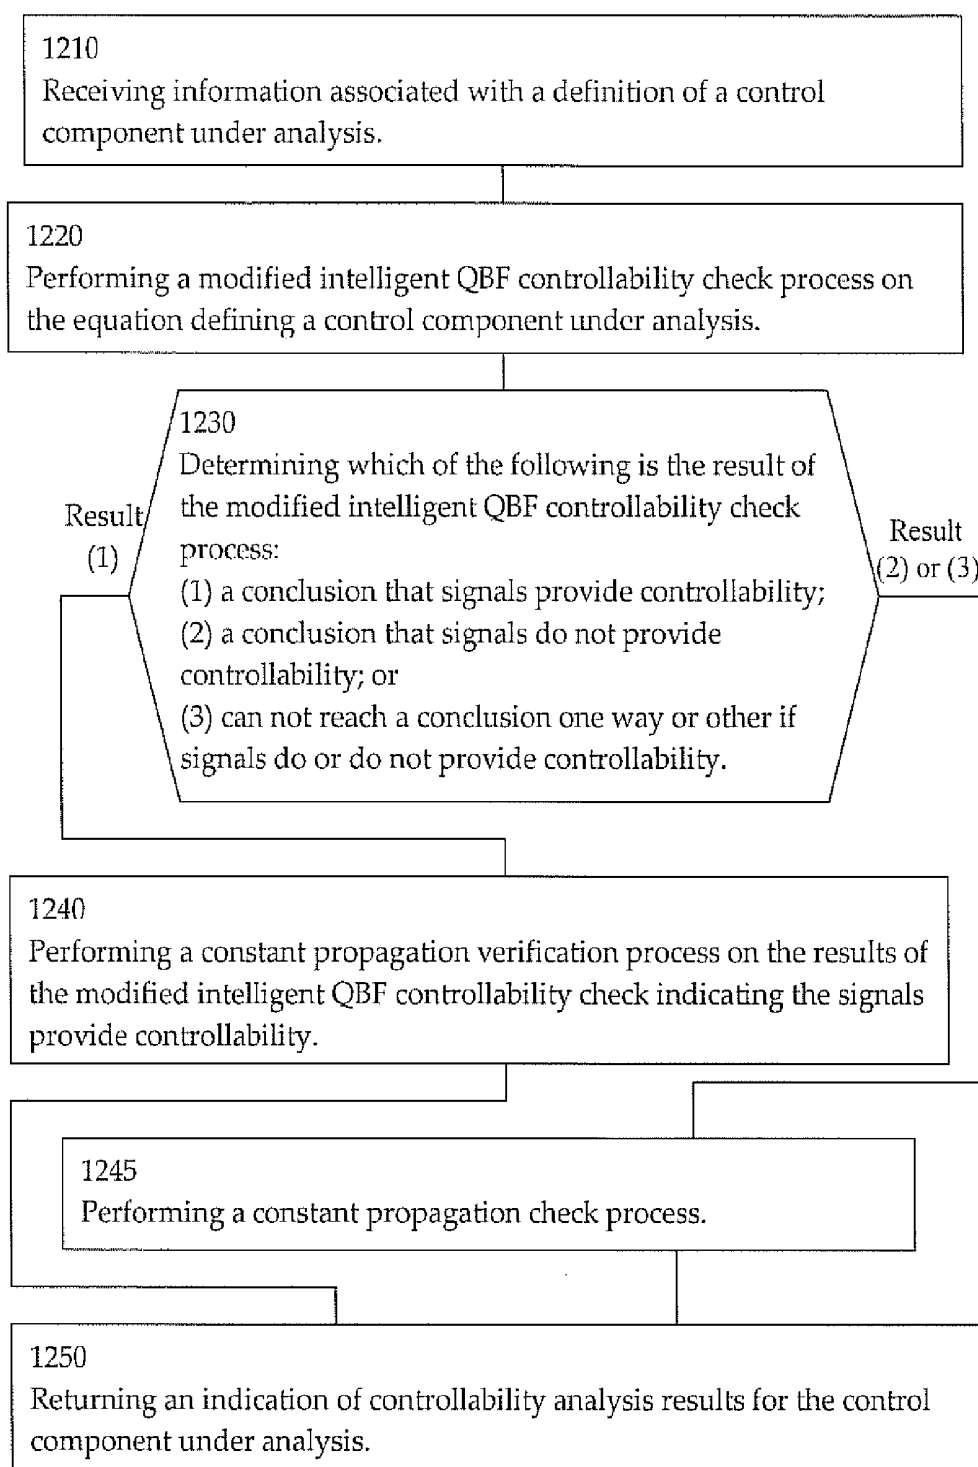 1210
Receiving information associated with a definition of a control
component under analysis.
1220
Performing a modified intelligent QBF controllability check process on
the equation defining a control component under analysis.
1230
Determining which of the following is the result of
the modified intelligent QBF controllability check
process:
(1) a conclusion that signals provide controllability;
(2) a conclusion that signals do not provide
controllability; or
(3) can not reach a conclusion one way or other if
signals do or do not provide controllability.
Result
(1)
Result
(2) or (3)
1240
Performing a constant propagation verification process on the results of
the modified intelligent QBF controllability check indicating the signals
provide controllability.
1245
Performing a constant propagation check process.
1250
Returning an indication of controllability analysis results for the control
component under analysis.